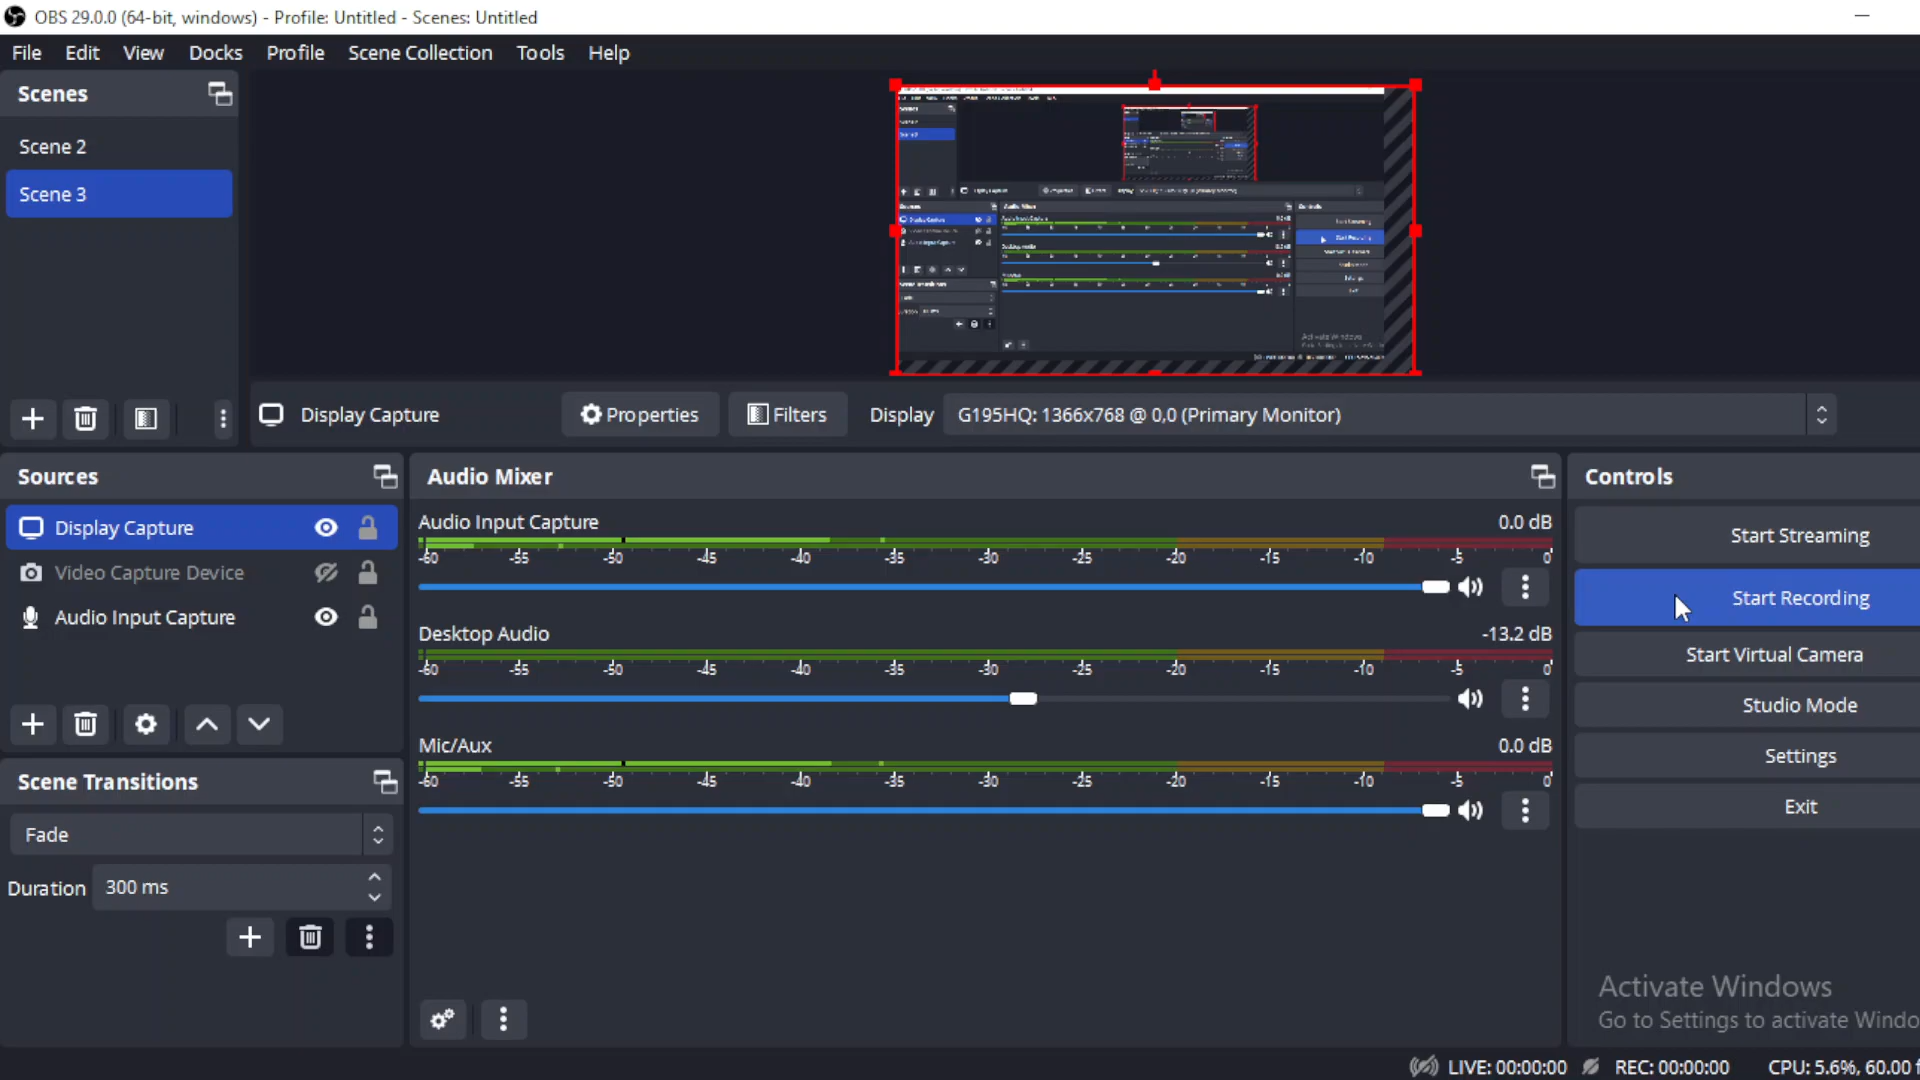 OBS 29.0.0 (64-bit, windows) - Profile: Untitled - Scenes: Untitled
File Edit View Docks Profile Scene Collection Tools Help
Scenes
Scene 2
Scene 3
Display Capture Properties Filters Display G195HQ: 1366x768 @ 0,0 (Primary Monitor)
Sources
Display Capture
Video Capture Device
Audio Input Capture
Scene Transitions
Fade
Duration 300 ms
Audio Mixer
Audio Input Capture 0.0 dB
-60 -55 -50 -45 -40 -35 -30 -25 -20 -15 -10 -5 0
Desktop Audio -13.2 dB
-60 -55 -50 -45 -40 -35 -30 -25 -20 -15 -10 -5 0
Mic/Aux 0.0 dB
-60 -55 -50 -45 -40 -35 -30 -25 -20 -15 -10 -5 0
Controls
Start Streaming
Start Recording
Start Virtual Camera
Studio Mode
Settings
Exit
Activate Windows
Go to Settings to activate Windo
LIVE: 00:00:00 REC: 00:00:00 CPU: 5.6%, 60.00 f